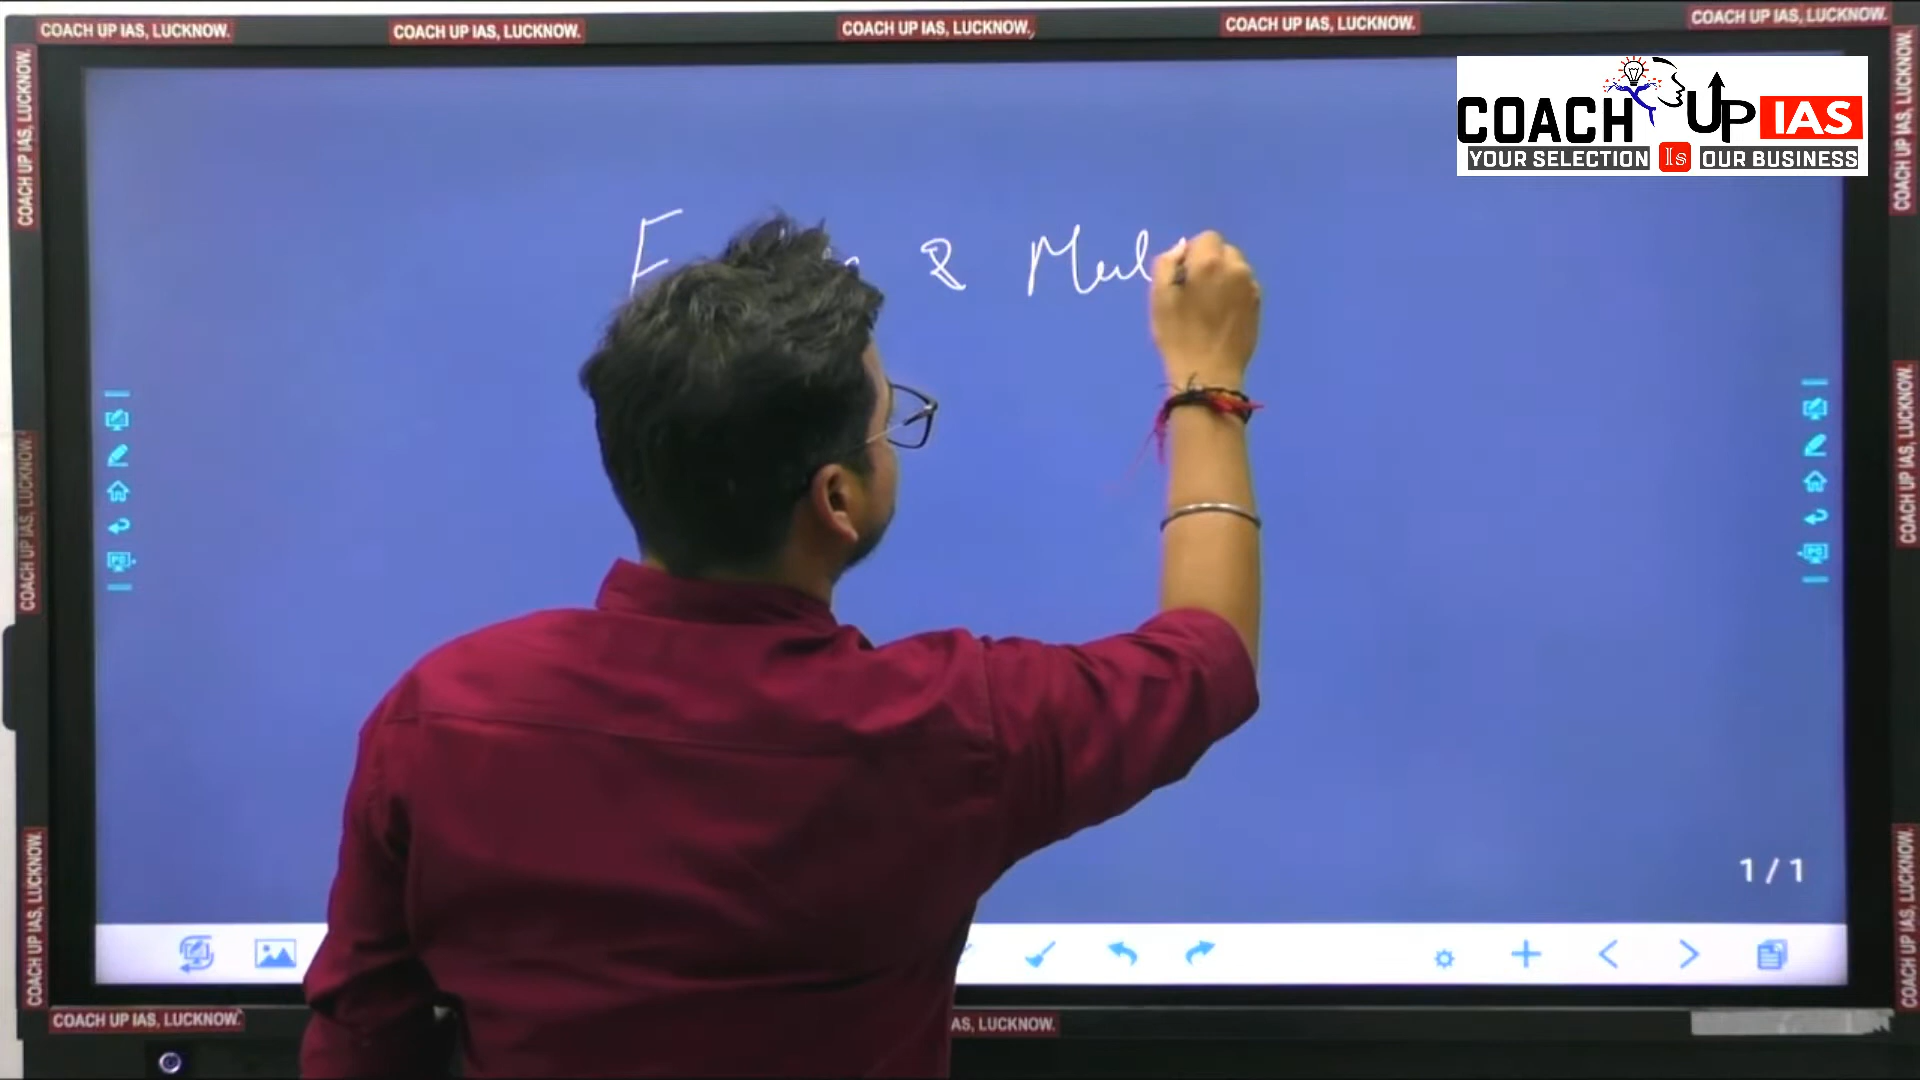 COACH UP IAS, LUCKNOW.
COACH UP IAS, LUCKNOW.
COACH UP IAS, LUCKNOW.
COACH UP IAS, LUCKNOW.
COACH UP IAS, LUCKNOW.
COACH UP IAS
YOUR SELECTION Is OUR BUSINESS
COACH UP IAS, LUCKNOW.
COACH UP IAS, LUCKNOW.
COACH UP IAS, LUCKNOW.
COACH UP IAS, LUCKNOW.
COACH UP IAS, LUCKNOW.
COACH UP IAS, LUCKNOW.
&
PC
PC
1/1
COACH UP IAS, LUCKNOW.
AS, LUCKNOW.